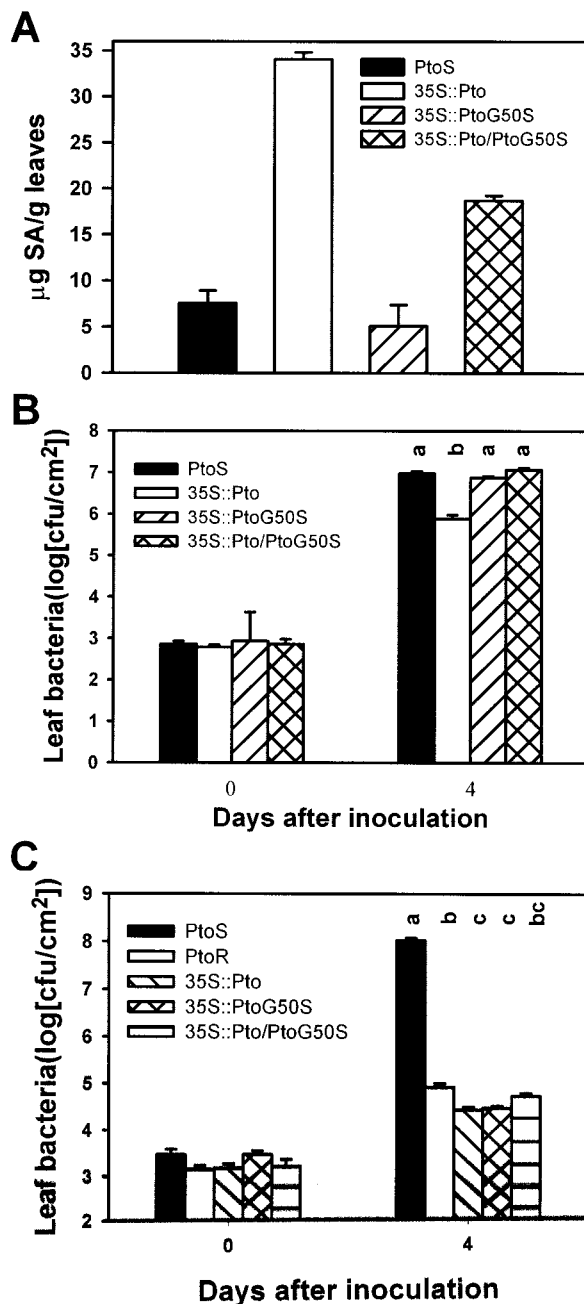 A
35
30
25
20
15
10
5
0
µg SA/g leaves
PtoS
35S::Pto
35S::PtoG50S
35S::Pto/PtoG50S
B
8
7
6
5
4
3
2
1
0
Leaf bacteria(log[cfu/cm²])
PtoS
35S::Pto
35S::PtoG50S
35S::Pto/PtoG50S
a b a a
0 4
Days after inoculation
C
9
8
7
6
5
4
3
2
Leaf bacteria(log[cfu/cm²])
PtoS
PtoR
35S::Pto
35S::PtoG50S
35S::Pto/PtoG50S
a b c c bc
0 4
Days after inoculation